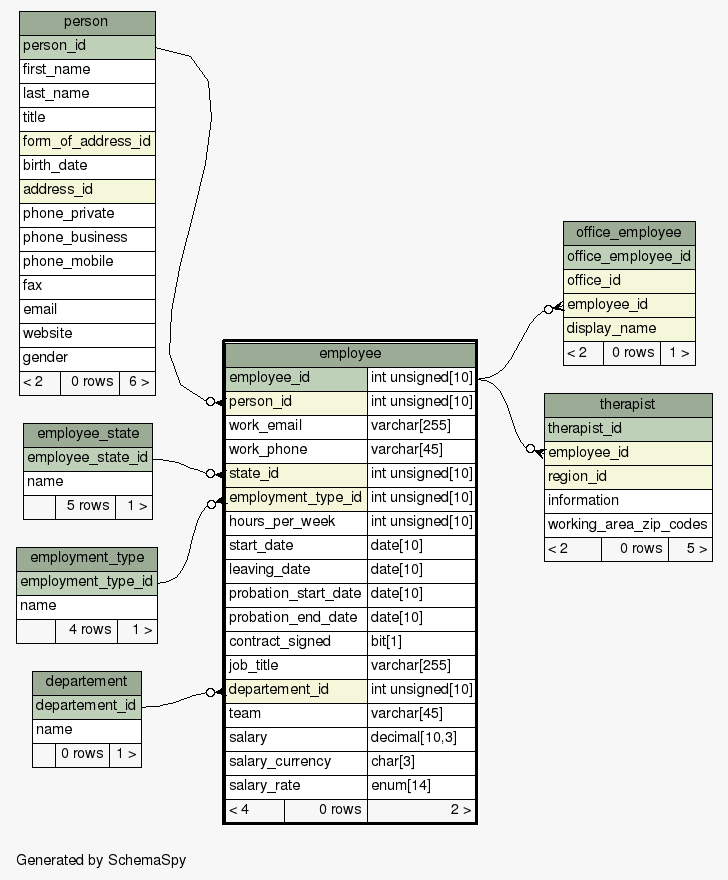 person
person_id
first_name
last_name
title
form_of_address_id
birth_date
address_id
phone_private
phone_business
phone_mobile
fax
email
website
gender
< 2 0 rows 6 >
employee_state
employee_state_id
name
5 rows 1 >
employment_type
employment_type_id
name
4 rows 1 >
departement
departement_id
name
0 rows 1 >
employee
employee_id int unsigned[10]
person_id int unsigned[10]
work_email varchar[255]
work_phone varchar[45]
state_id int unsigned[10]
employment_type_id int unsigned[10]
hours_per_week int unsigned[10]
start_date date[10]
leaving_date date[10]
probation_start_date date[10]
probation_end_date date[10]
contract_signed bit[1]
job_title varchar[255]
departement_id int unsigned[10]
team varchar[45]
salary decimal[10,3]
salary_currency char[3]
salary_rate enum[14]
< 4 0 rows 2 >
office_employee
office_employee_id
office_id
employee_id
display_name
< 2 0 rows 1 >
therapist
therapist_id
employee_id
region_id
information
working_area_zip_codes
< 2 0 rows 5 >
Generated by SchemaSpy